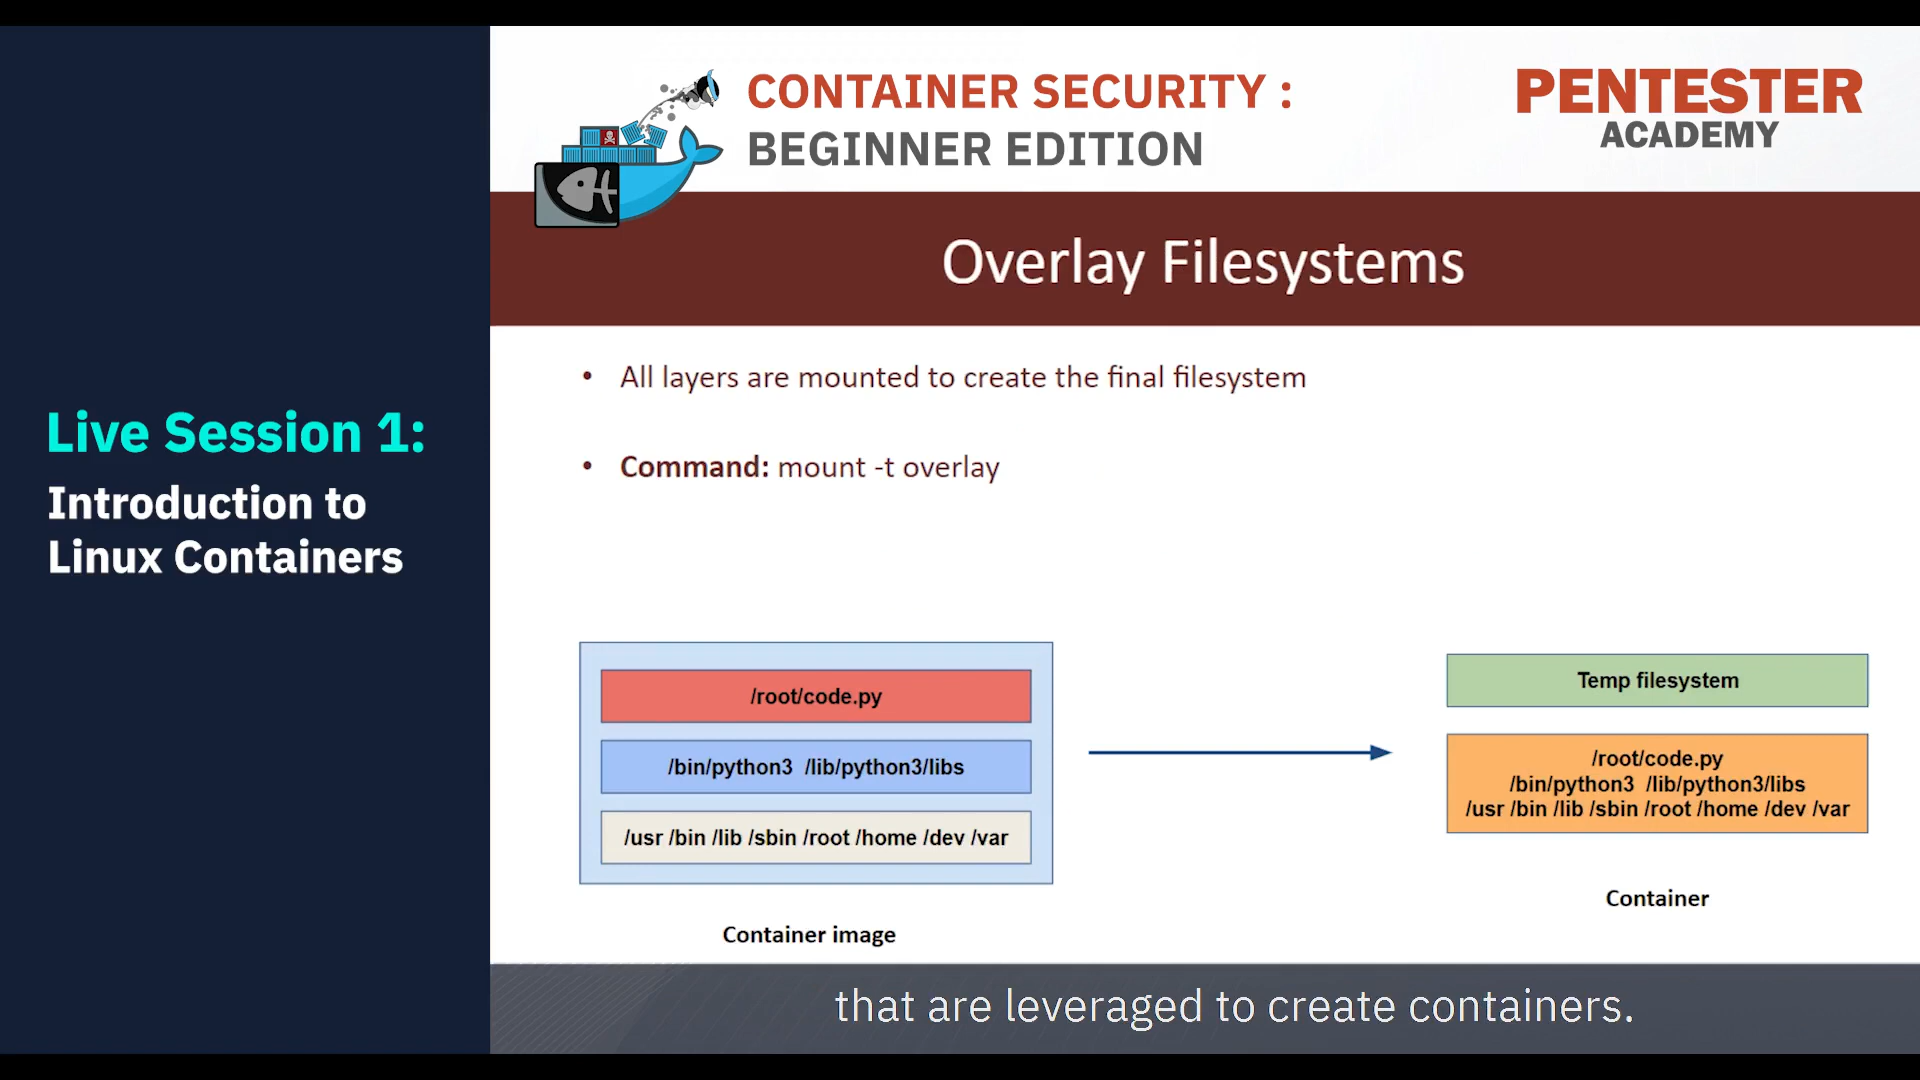 CONTAINER SECURITY :
BEGINNER EDITION
PENTESTER
ACADEMY
Overlay Filesystems
Live Session 1:
Introduction to
Linux Containers
• All layers are mounted to create the final filesystem
• Command: mount -t overlay
/root/code.py
/bin/python3 /lib/python3/libs
/usr /bin /lib /sbin /root /home /dev /var
Container image
Temp filesystem
/root/code.py
/bin/python3 /lib/python3/libs
/usr /bin /lib /sbin /root /home /dev /var
Container
that are leveraged to create containers.